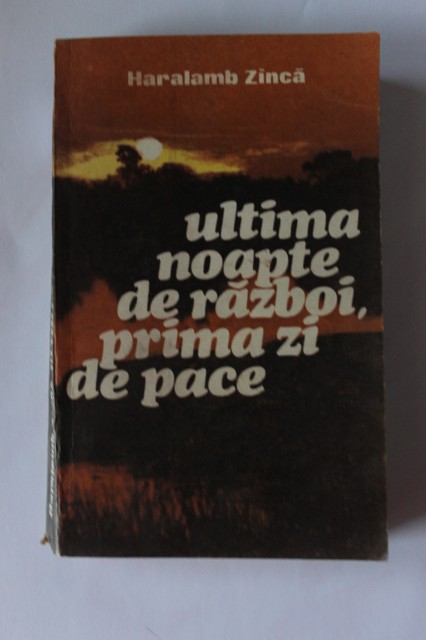 Haralamb Zincă
ultima
noapte
de război,
prima zi
de pace